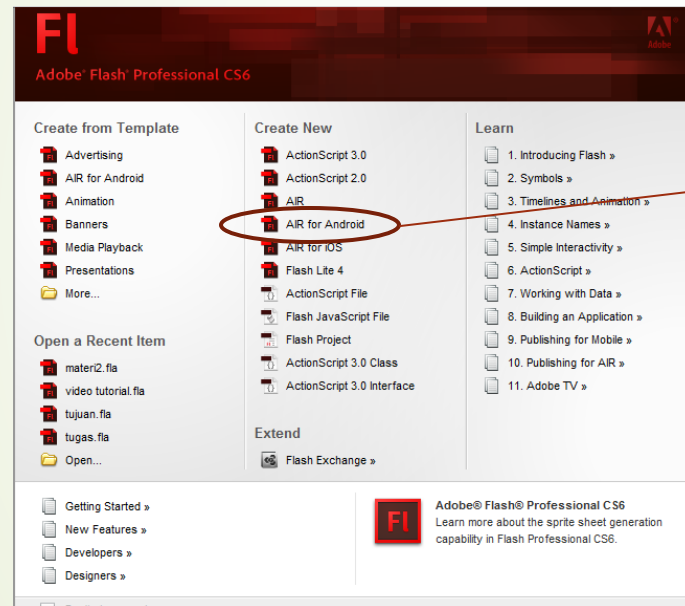 Fl
Adobe
Adobe® Flash® Professional CS6
Create from Template
Advertising
AIR for Android
Animation
Banners
Media Playback
Presentations
More...
Open a Recent Item
materi2.fla
video tutorial.fla
tujuan.fla
tugas.fla
Open...
Create New
ActionScript 3.0
ActionScript 2.0
AIR
AIR for Android
AIR for iOS
Flash Lite 4
ActionScript File
Flash JavaScript File
Flash Project
ActionScript 3.0 Class
ActionScript 3.0 Interface
Extend
Flash Exchange »
Learn
1. Introducing Flash »
2. Symbols »
3. Timelines and Animation »
4. Instance Names »
5. Simple Interactivity »
6. ActionScript »
7. Working with Data »
8. Building an Application »
9. Publishing for Mobile »
10. Publishing for AIR »
11. Adobe TV »
Getting Started »
New Features »
Developers »
Designers »
Fl
Adobe® Flash® Professional CS6
Learn more about the sprite sheet generation
capability in Flash Professional CS6.